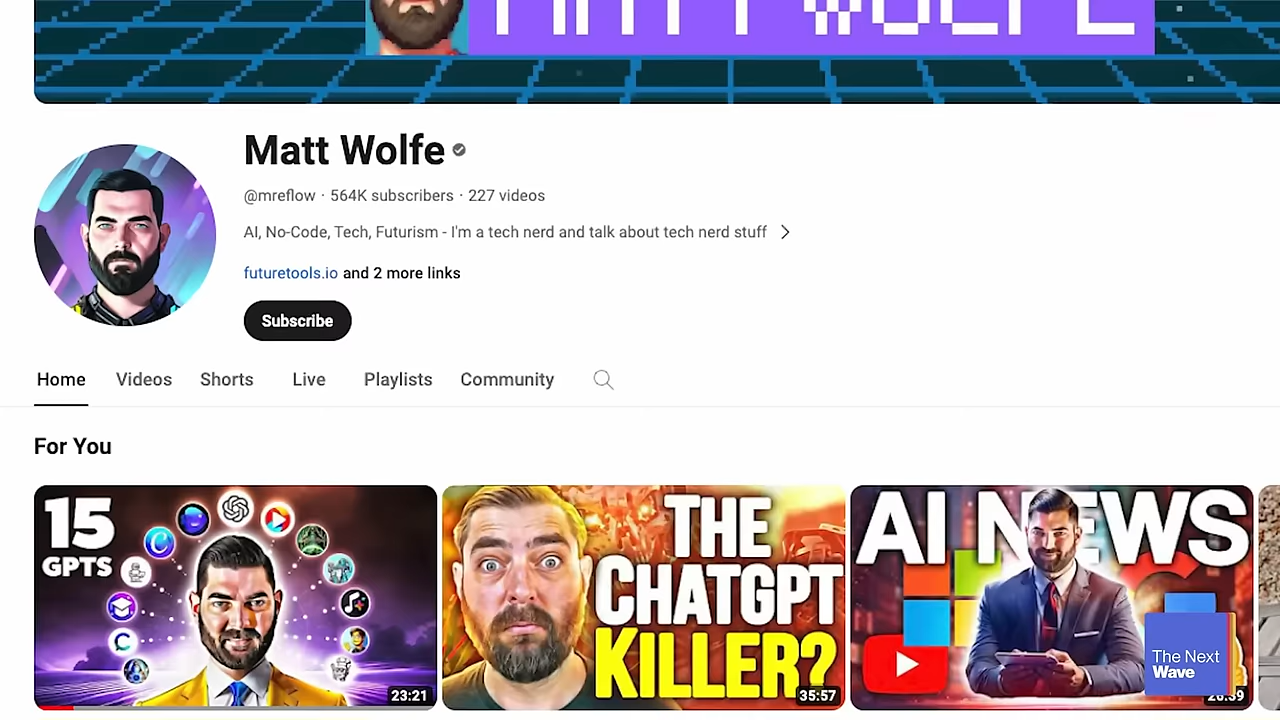 MATT WOLFE
Matt Wolfe
@mreflow · 564K subscribers · 227 videos
AI, No-Code, Tech, Futurism - I'm a tech nerd and talk about tech nerd stuff
futuretools.io and 2 more links
Subscribe
Home Videos Shorts Live Playlists Community
For You
15
GPTS
23:21
THE
CHATGPT
KILLER?
35:57
AI NEWS
The Next
Wave